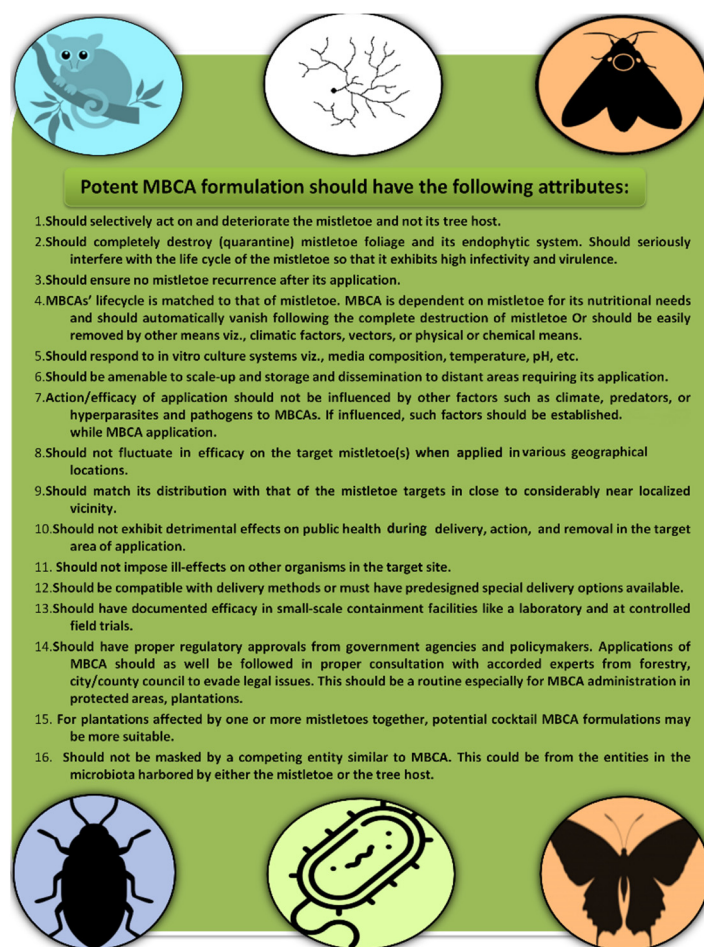 Potent MBCA formulation should have the following attributes:
1.Should selectively act on and deteriorate the mistletoe and not its tree host.
2.Should completely destroy (quarantine) mistletoe foliage and its endophytic system. Should seriously
interfere with the life cycle of the mistletoe so that it exhibits high infectivity and virulence.
3.Should ensure no mistletoe recurrence after its application.
4.MBCAs' lifecycle is matched to that of mistletoe. MBCA is dependent on mistletoe for its nutritional needs
and should automatically vanish following the complete destruction of mistletoe Or should be easily
removed by other means viz., climatic factors, vectors, or physical or chemical means.
5.Should respond to in vitro culture systems viz., media composition, temperature, pH, etc.
6.Should be amenable to scale-up and storage and dissemination to distant areas requiring its application.
7.Action/efficacy of application should not be influenced by other factors such as climate, predators, or
hyperparasites and pathogens to MBCAs. If influenced, such factors should be established.
while MBCA application.
8.Should not fluctuate in efficacy on the target mistletoe(s) when applied in various geographical
locations.
9.Should match its distribution with that of the mistletoe targets in close to considerably near localized
vicinity.
10.Should not exhibit detrimental effects on public health during delivery, action, and removal in the target
area of application.
11. Should not impose ill-effects on other organisms in the target site.
12.Should be compatible with delivery methods or must have predesigned special delivery options available.
13.Should have documented efficacy in small-scale containment facilities like a laboratory and at controlled
field trials.
14.Should have proper regulatory approvals from government agencies and policymakers. Applications of
MBCA should as well be followed in proper consultation with accorded experts from forestry,
city/county council to evade legal issues. This should be a routine especially for MBCA administration in
protected areas, plantations.
15. For plantations affected by one or more mistletoes together, potential cocktail MBCA formulations may
be more suitable.
16. Should not be masked by a competing entity similar to MBCA. This could be from the entities in the
microbiota harbored by either the mistletoe or the tree host.